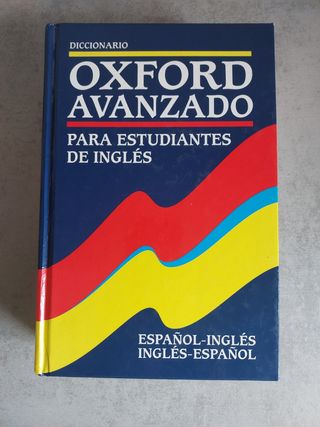 DICCIONARIO
OXFORD
AVANZADO
PARA ESTUDIANTES
DE INGLÉS
ESPAÑOL-INGLÉS
INGLÉS-ESPAÑOL